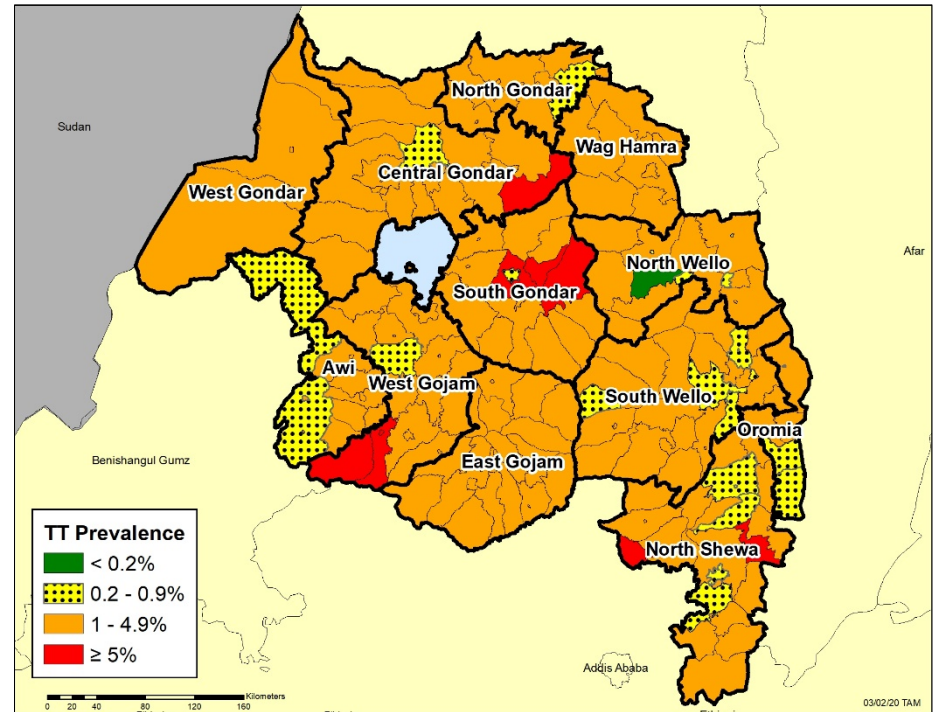 North Gondar
Sudan
Wag Hamra
Central Gondar
West Gondar
Afar
North Wello
South Gondar
Awi
West Gojam
South Wello
Oromia
East Gojam
Benishangul Gumz
TT Prevalence
< 0.2%
0.2 - 0.9%
1 - 4.9%
≥ 5%
North Shewa
Addis Ababa
Kilometers
0 20 40 80 120 160
03/02/20 TAM